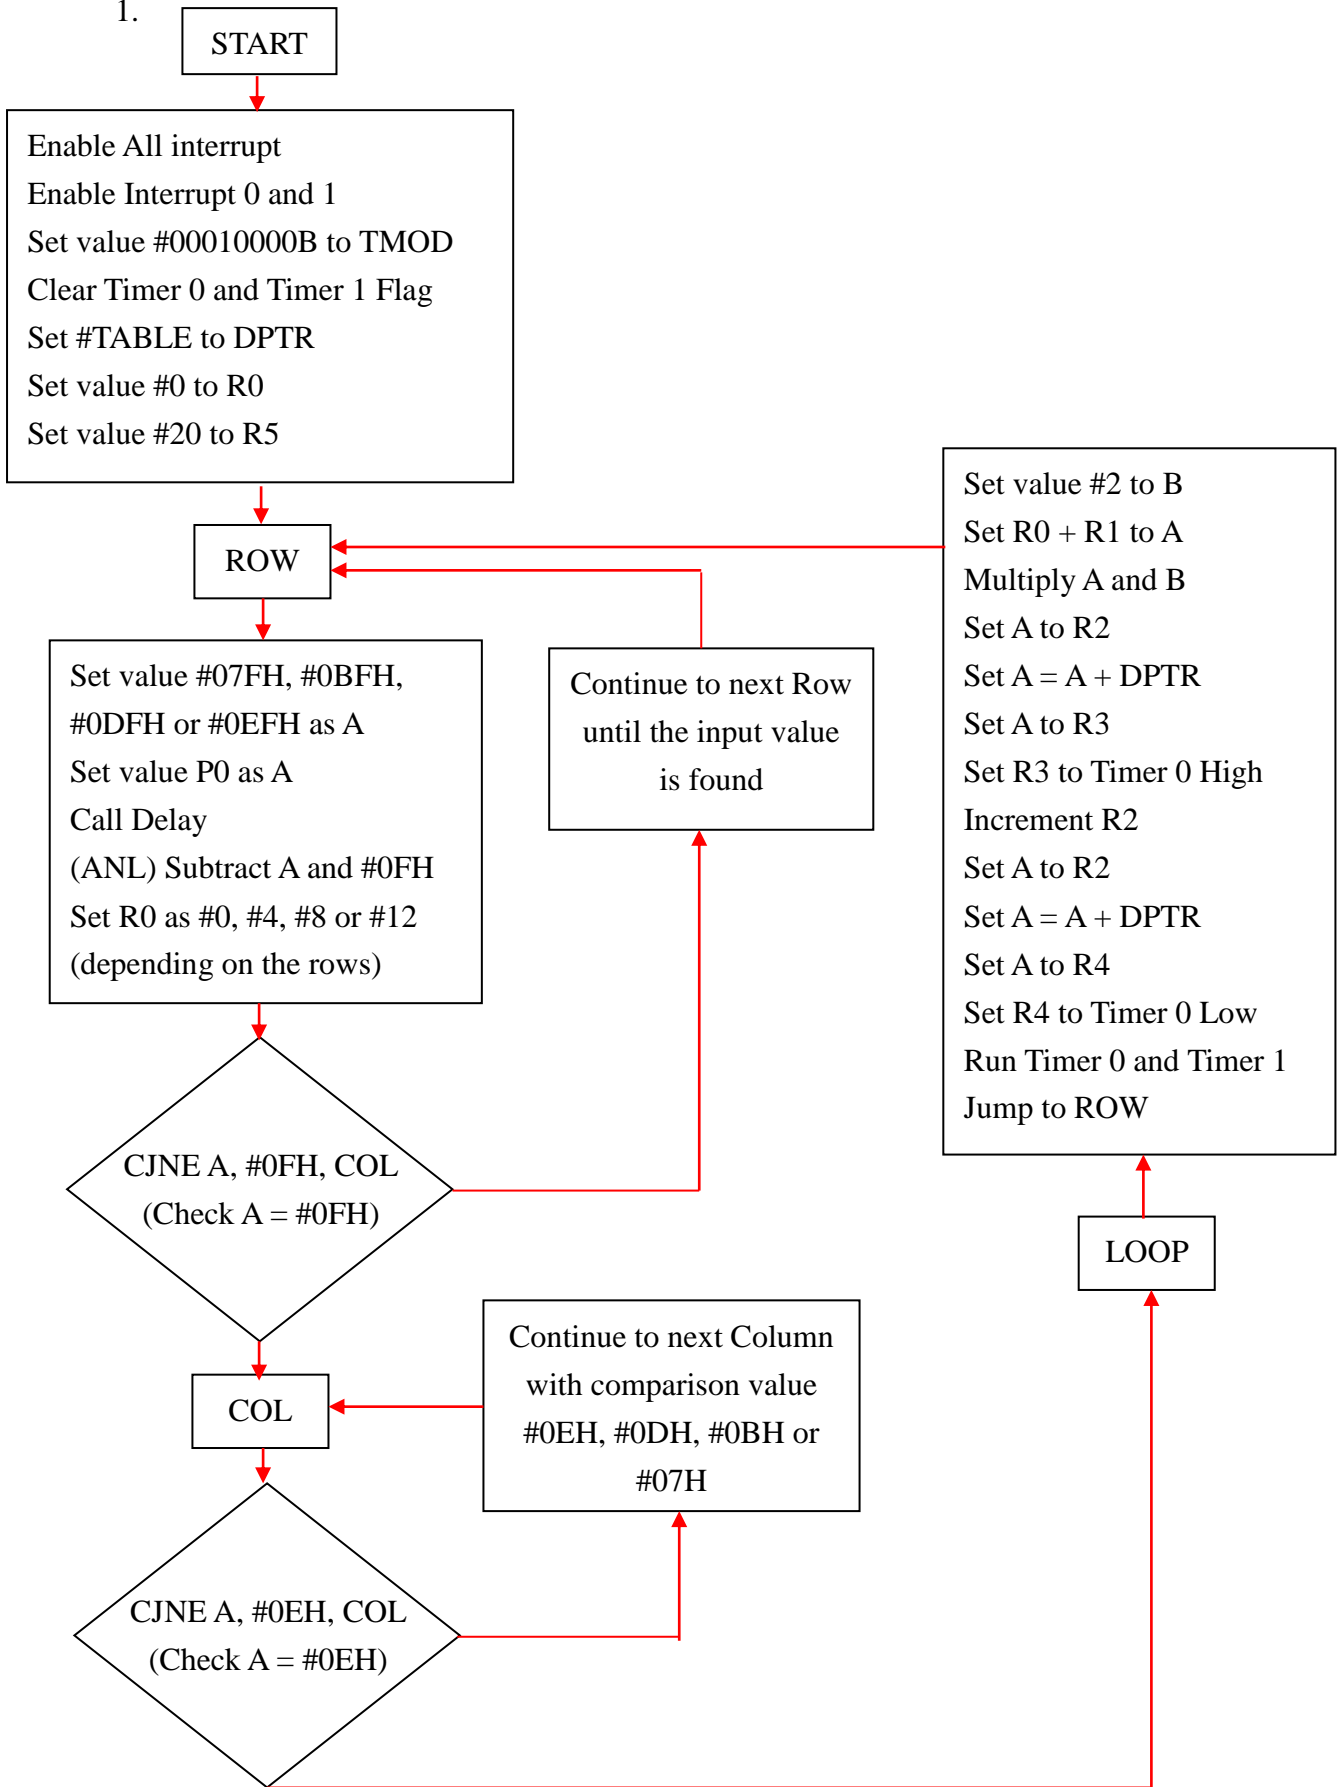 1.
START
Enable All interrupt
Enable Interrupt 0 and 1
Set value #00010000B to TMOD
Clear Timer 0 and Timer 1 Flag
Set #TABLE to DPTR
Set value #0 to R0
Set value #20 to R5
ROW
Set value #07FH, #0BFH,
#0DFH or #0EFH as A
Set value P0 as A
Call Delay
(ANL) Subtract A and #0FH
Set R0 as #0, #4, #8 or #12
(depending on the rows)
Continue to next Row
until the input value
is found
CJNE A, #0FH, COL
(Check A = #0FH)
COL
Continue to next Column
with comparison value
#0EH, #0DH, #0BH or
#07H
CJNE A, #0EH, COL
(Check A = #0EH)
LOOP
Set value #2 to B
Set R0 + R1 to A
Multiply A and B
Set A to R2
Set A = A + DPTR
Set A to R3
Set R3 to Timer 0 High
Increment R2
Set A to R2
Set A = A + DPTR
Set A to R4
Set R4 to Timer 0 Low
Run Timer 0 and Timer 1
Jump to ROW